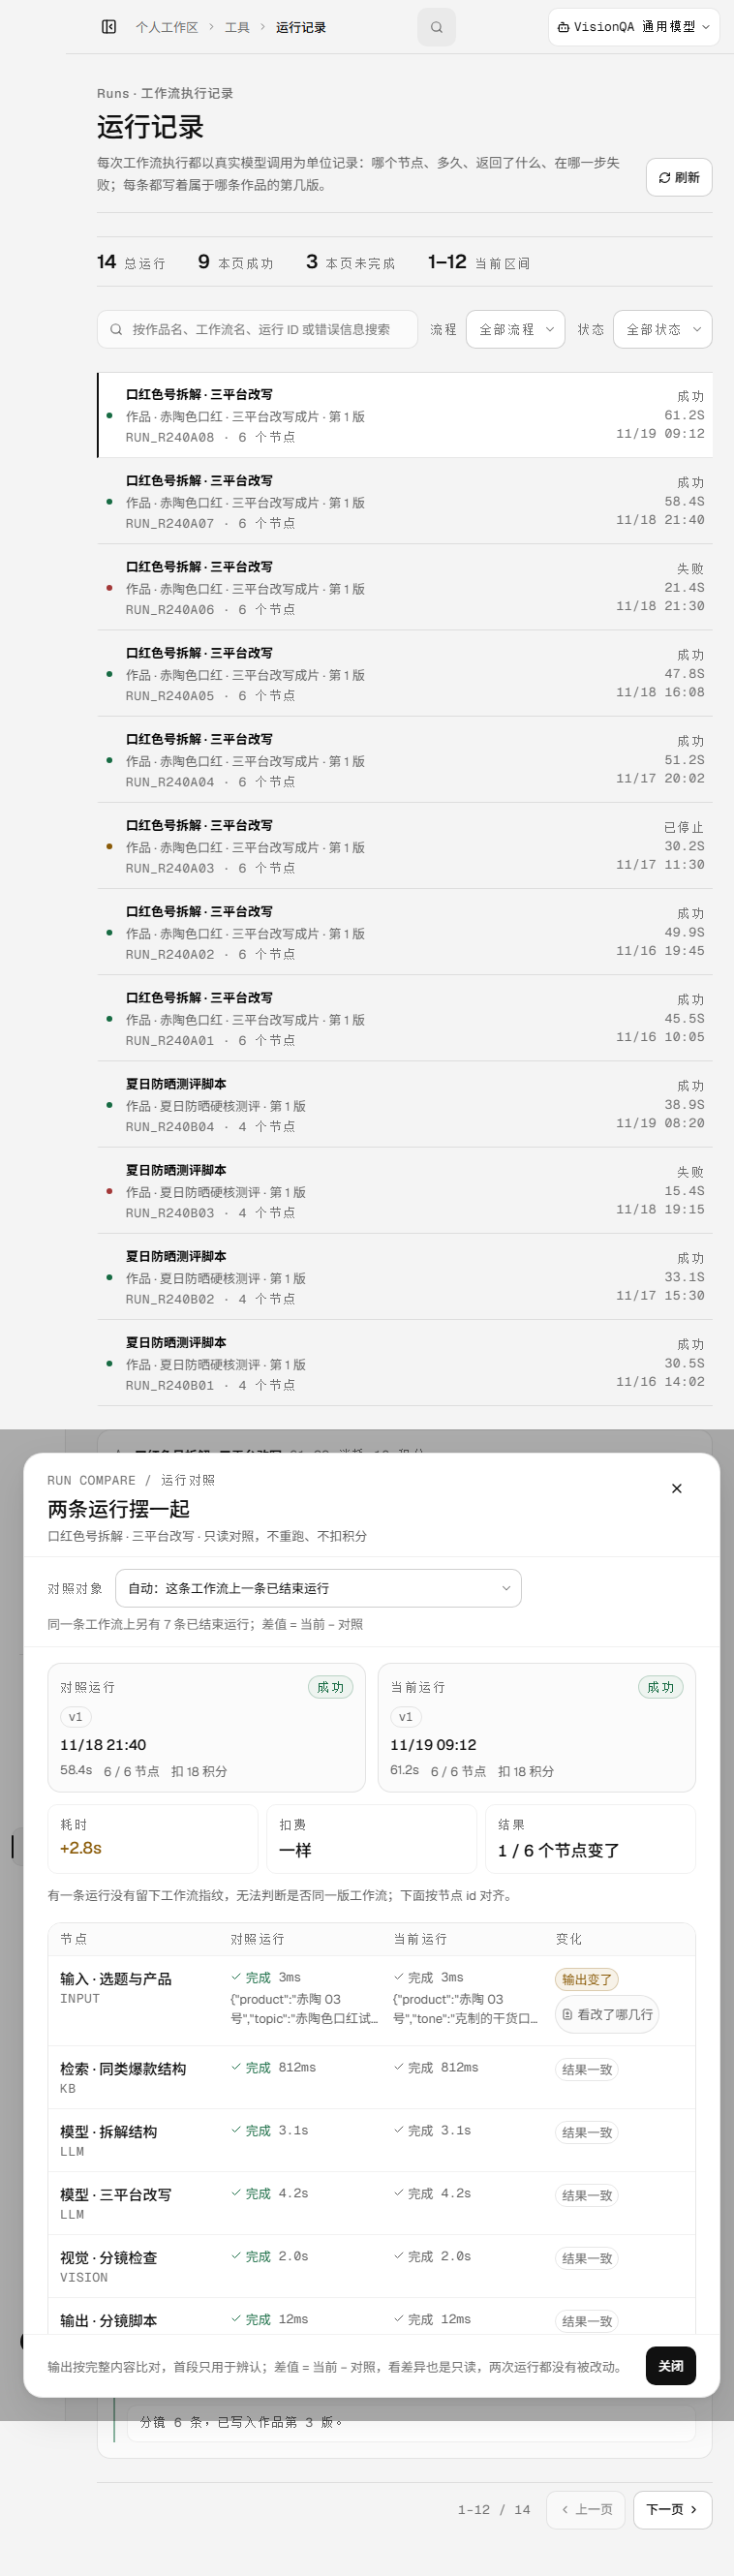 个人工作区 > 工具 > 运行记录
VisionQA 通用模型
Runs · 工作流执行记录
运行记录
每次工作流执行都以真实模型调用为单位记录：哪个节点、多久、返回了什么、在哪一步失
败；每条都写着属于哪条作品的第几版。
刷新
14 总运行 9 本页成功 3 本页未完成 1–12 当前区间
按作品名、工作流名、运行 ID 或错误信息搜索 流程 全部流程 状态 全部状态
口红色号拆解 · 三平台改写
成功
作品 · 赤陶色口红 · 三平台改写成片 · 第 1 版
61.2S
RUN_R240A08 · 6 个节点
11/19 09:12
口红色号拆解 · 三平台改写
成功
作品 · 赤陶色口红 · 三平台改写成片 · 第 1 版
58.4S
RUN_R240A07 · 6 个节点
11/18 21:40
口红色号拆解 · 三平台改写
失败
作品 · 赤陶色口红 · 三平台改写成片 · 第 1 版
21.4S
RUN_R240A06 · 6 个节点
11/18 21:30
口红色号拆解 · 三平台改写
成功
作品 · 赤陶色口红 · 三平台改写成片 · 第 1 版
47.8S
RUN_R240A05 · 6 个节点
11/18 16:08
口红色号拆解 · 三平台改写
成功
作品 · 赤陶色口红 · 三平台改写成片 · 第 1 版
51.2S
RUN_R240A04 · 6 个节点
11/17 20:02
口红色号拆解 · 三平台改写
已停止
作品 · 赤陶色口红 · 三平台改写成片 · 第 1 版
30.2S
RUN_R240A03 · 6 个节点
11/17 11:30
口红色号拆解 · 三平台改写
成功
作品 · 赤陶色口红 · 三平台改写成片 · 第 1 版
49.9S
RUN_R240A02 · 6 个节点
11/16 19:45
口红色号拆解 · 三平台改写
成功
作品 · 赤陶色口红 · 三平台改写成片 · 第 1 版
45.5S
RUN_R240A01 · 6 个节点
11/16 10:05
夏日防晒测评脚本
成功
作品 · 夏日防晒硬核测评 · 第 1 版
38.9S
RUN_R240B04 · 4 个节点
11/19 08:20
夏日防晒测评脚本
失败
作品 · 夏日防晒硬核测评 · 第 1 版
15.4S
RUN_R240B03 · 4 个节点
11/18 19:15
夏日防晒测评脚本
成功
作品 · 夏日防晒硬核测评 · 第 1 版
33.1S
RUN_R240B02 · 4 个节点
11/17 15:30
夏日防晒测评脚本
成功
作品 · 夏日防晒硬核测评 · 第 1 版
30.5S
RUN_R240B01 · 4 个节点
11/16 14:02
RUN COMPARE / 运行对照
两条运行摆一起
口红色号拆解 · 三平台改写 · 只读对照，不重跑、不扣积分
对照对象 自动：这条工作流上一条已结束运行
同一条工作流上另有 7 条已结束运行；差值 = 当前 − 对照
对照运行 成功
v1
11/18 21:40
58.4s 6 / 6 节点 扣 18 积分
当前运行 成功
v1
11/19 09:12
61.2s 6 / 6 节点 扣 18 积分
耗时
+2.8s
扣费
一样
结果
1 / 6 个节点变了
有一条运行没有留下工作流指纹，无法判断是否同一版工作流；下面按节点 id 对齐。
节点 对照运行 当前运行 变化
输入 · 选题与产品
INPUT
完成 3ms
{"product":"赤陶 03
号","topic":"赤陶色口红试…
完成 3ms
{"product":"赤陶 03
号","tone":"克制的干货口…
输出变了
看改了哪几行
检索 · 同类爆款结构
KB
完成 812ms
完成 812ms
结果一致
模型 · 拆解结构
LLM
完成 3.1s
完成 3.1s
结果一致
模型 · 三平台改写
LLM
完成 4.2s
完成 4.2s
结果一致
视觉 · 分镜检查
VISION
完成 2.0s
完成 2.0s
结果一致
输出 · 分镜脚本
完成 12ms
完成 12ms
结果一致
输出按完整内容比对，首段只用于辨认；差值 = 当前 − 对照，看差异也是只读，两次运行都没有被改动。
关闭
分镜 6 条，已写入作品第 3 版。
1–12 / 14 上一页 下一页